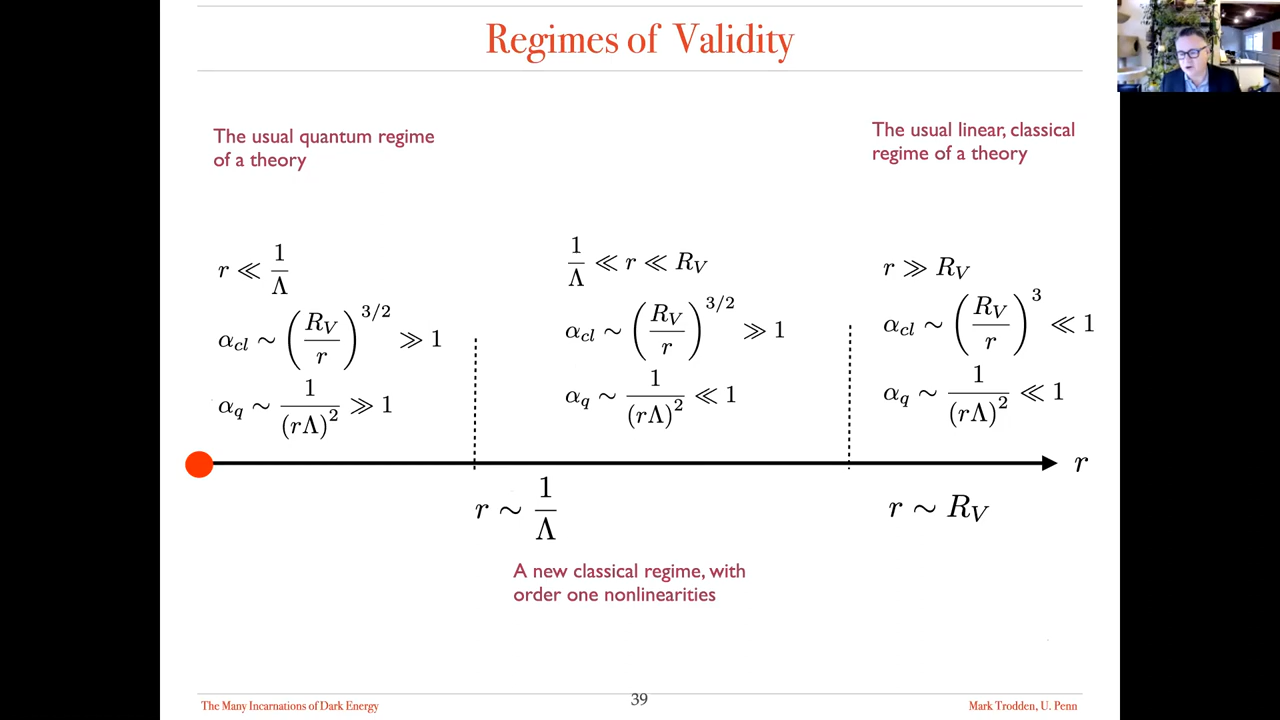 Regimes of Validity
The usual quantum regime
of a theory
The usual linear, classical
regime of a theory
r ≪ 1/Λ
α_cl ∼ (R_V/r)^{3/2} ≫ 1
α_q ∼ 1/(rΛ)^2 ≫ 1
1/Λ ≪ r ≪ R_V
α_cl ∼ (R_V/r)^{3/2} ≫ 1
α_q ∼ 1/(rΛ)^2 ≪ 1
r ≫ R_V
α_cl ∼ (R_V/r)^3 ≪ 1
α_q ∼ 1/(rΛ)^2 ≪ 1
r
r ∼ 1/Λ
r ∼ R_V
A new classical regime, with
order one nonlinearities
The Many Incarnations of Dark Energy
39
Mark Trodden, U. Penn